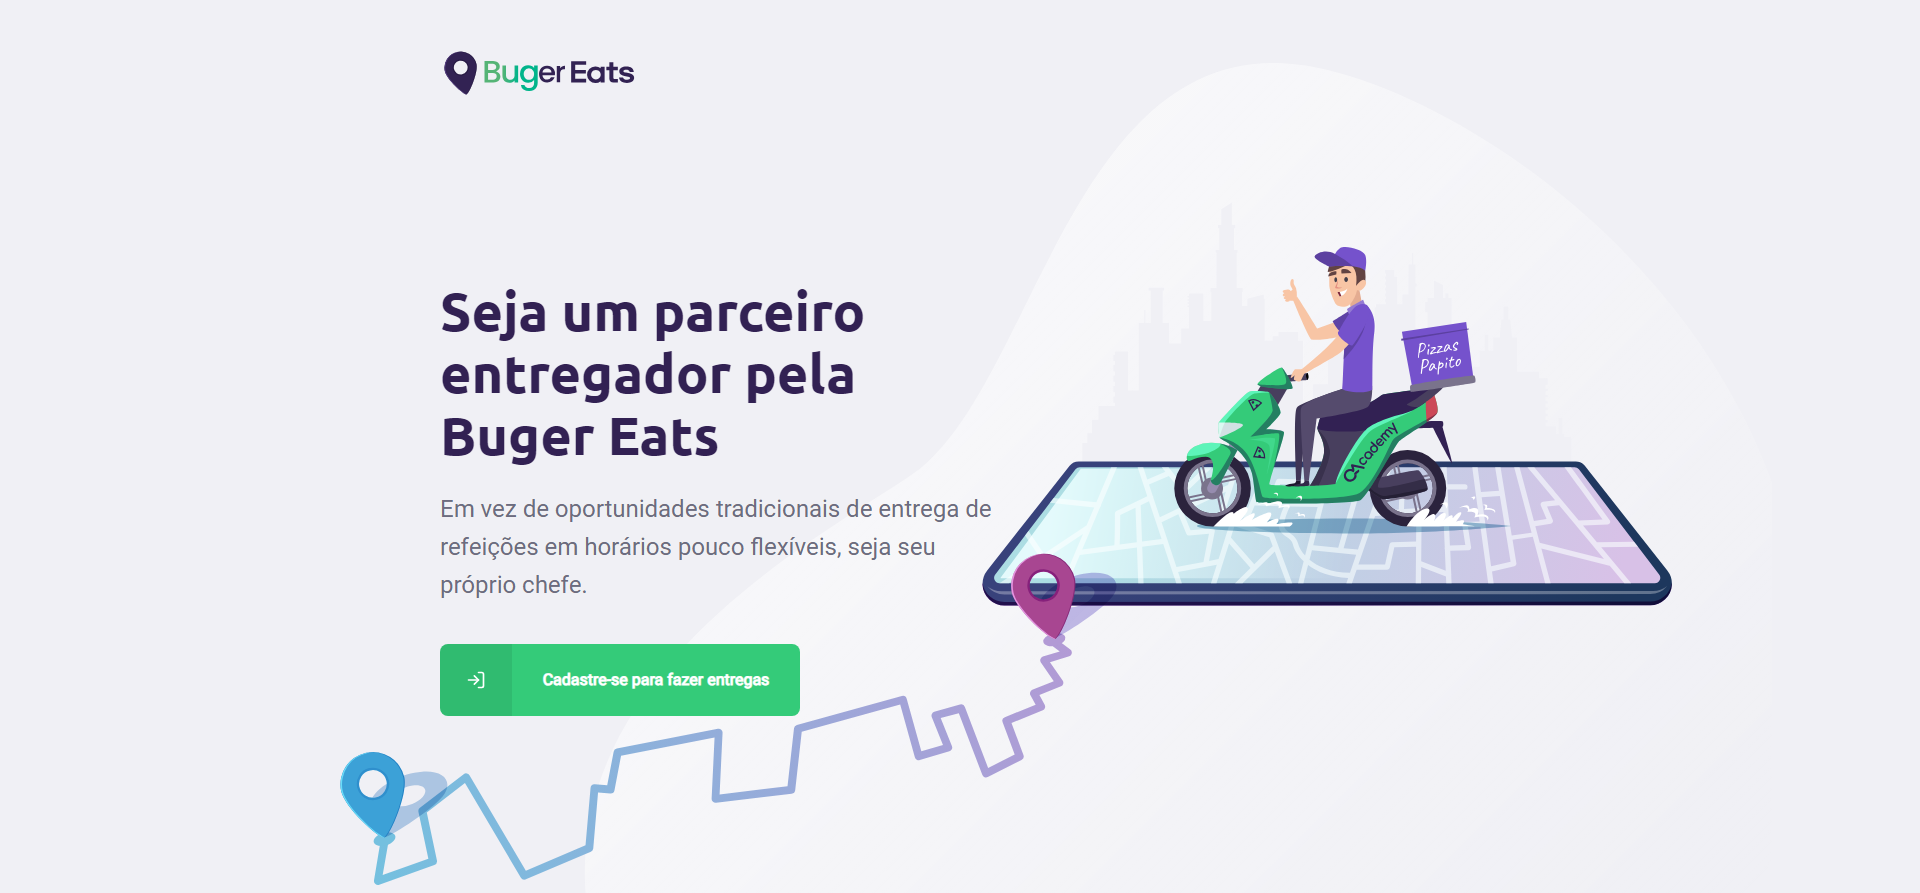 Buger Eats
Seja um parceiro
entregador pela
Buger Eats
Em vez de oportunidades tradicionais de entrega de
refeições em horários pouco flexíveis, seja seu
próprio chefe.
Cadastre-se para fazer entregas
Pizzas
Papito
QAcademy